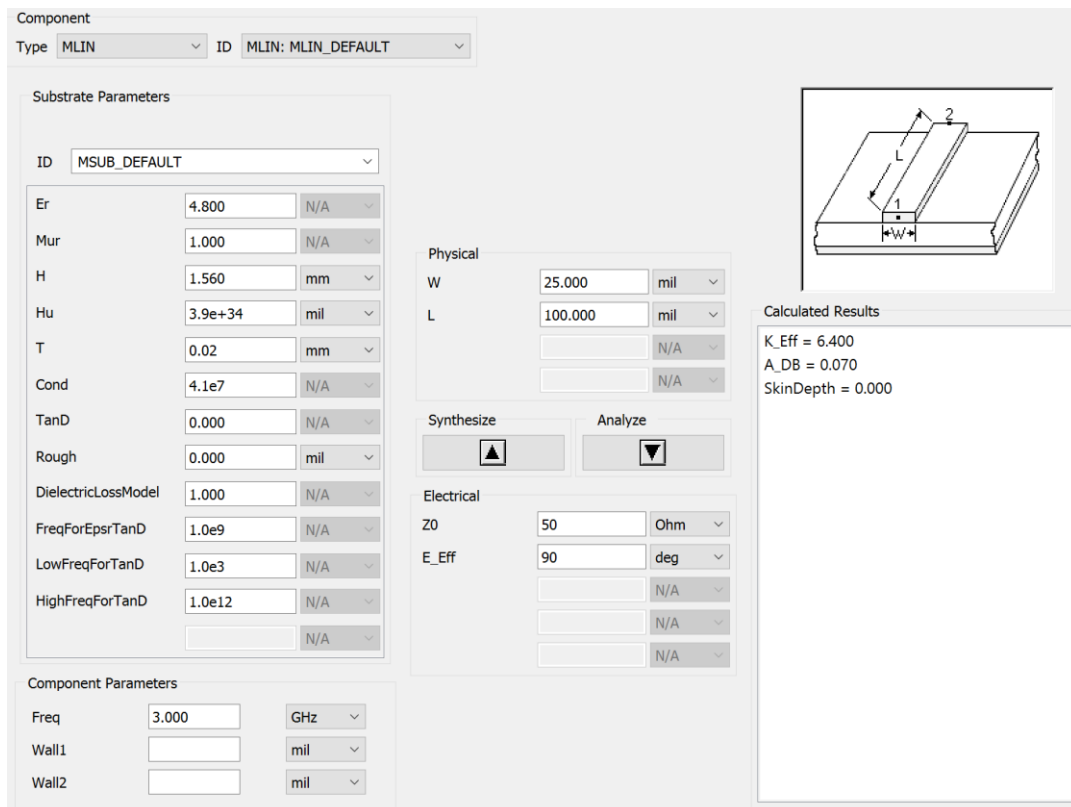 Component
Type MLIN ID MLIN: MLIN_DEFAULT
Substrate Parameters
ID MSUB_DEFAULT
Er 4.800 N/A
Mur 1.000 N/A
H 1.560 mm
Hu 3.9e+34 mil
T 0.02 mm
Cond 4.1e7 N/A
TanD 0.000 N/A
Rough 0.000 mil
DielectricLossModel 1.000 N/A
FreqForEpsrTanD 1.0e9 N/A
LowFreqForTanD 1.0e3 N/A
HighFreqForTanD 1.0e12 N/A
N/A
Component Parameters
Freq 3.000 GHz
Wall1 mil
Wall2 mil
Physical
W 25.000 mil
L 100.000 mil
N/A
N/A
Synthesize Analyze
Electrical
Z0 50 Ohm
E_Eff 90 deg
N/A
N/A
N/A
2
L
1
W
Calculated Results
K_Eff = 6.400
A_DB = 0.070
SkinDepth = 0.000